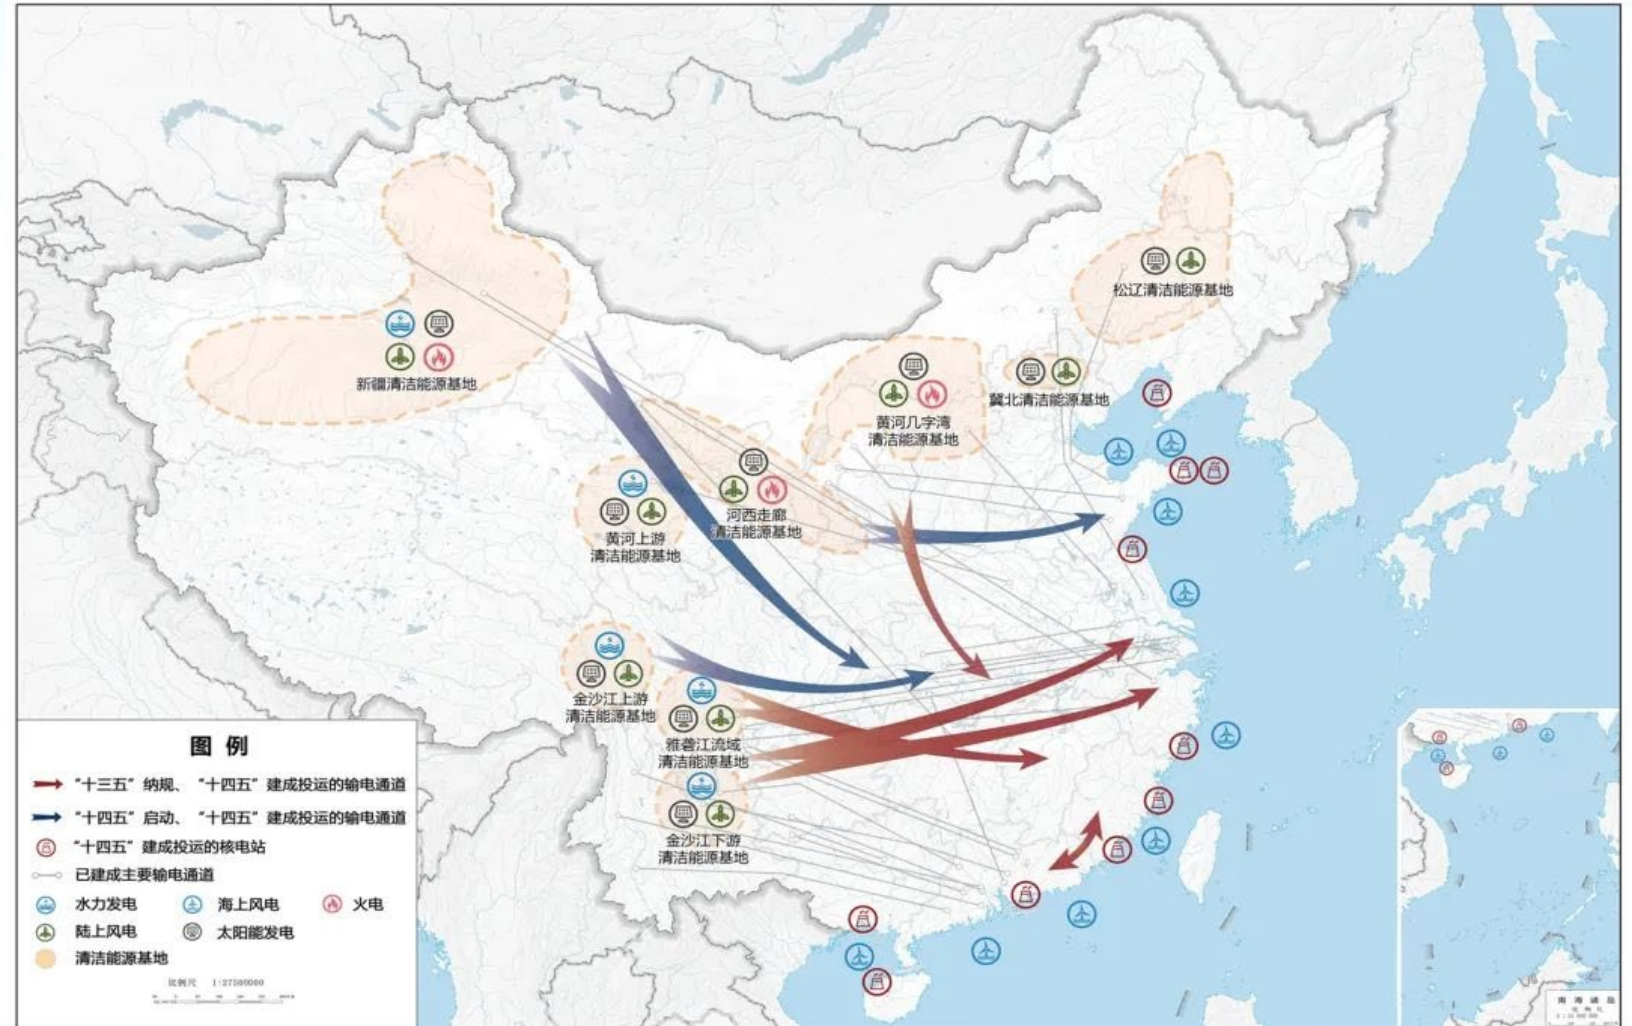 松辽清洁能源基地
新疆清洁能源基地
冀北清洁能源基地
黄河几字湾
清洁能源基地
河西走廊
清洁能源基地
黄河上游
清洁能源基地
金沙江上游
清洁能源基地
雅砻江流域
清洁能源基地
金沙江下游
清洁能源基地
图 例
“十三五”纳规、“十四五”建成投运的输电通道
“十四五”启动、“十四五”建成投运的输电通道
“十四五”建成投运的核电站
已建成主要输电通道
水力发电
海上风电
火电
陆上风电
太阳能发电
清洁能源基地
比例尺 1:27500000
南海诸岛